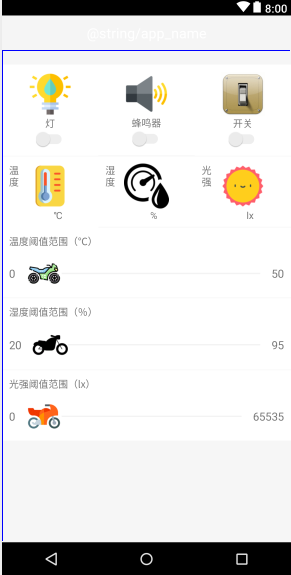 8:00
@string/app_name
灯
蜂鸣器
开关
温度
湿度
光强
℃
%
lx
温度阈值范围（℃）
0
50
湿度阈值范围（%）
20
95
光强阈值范围（lx）
0
65535